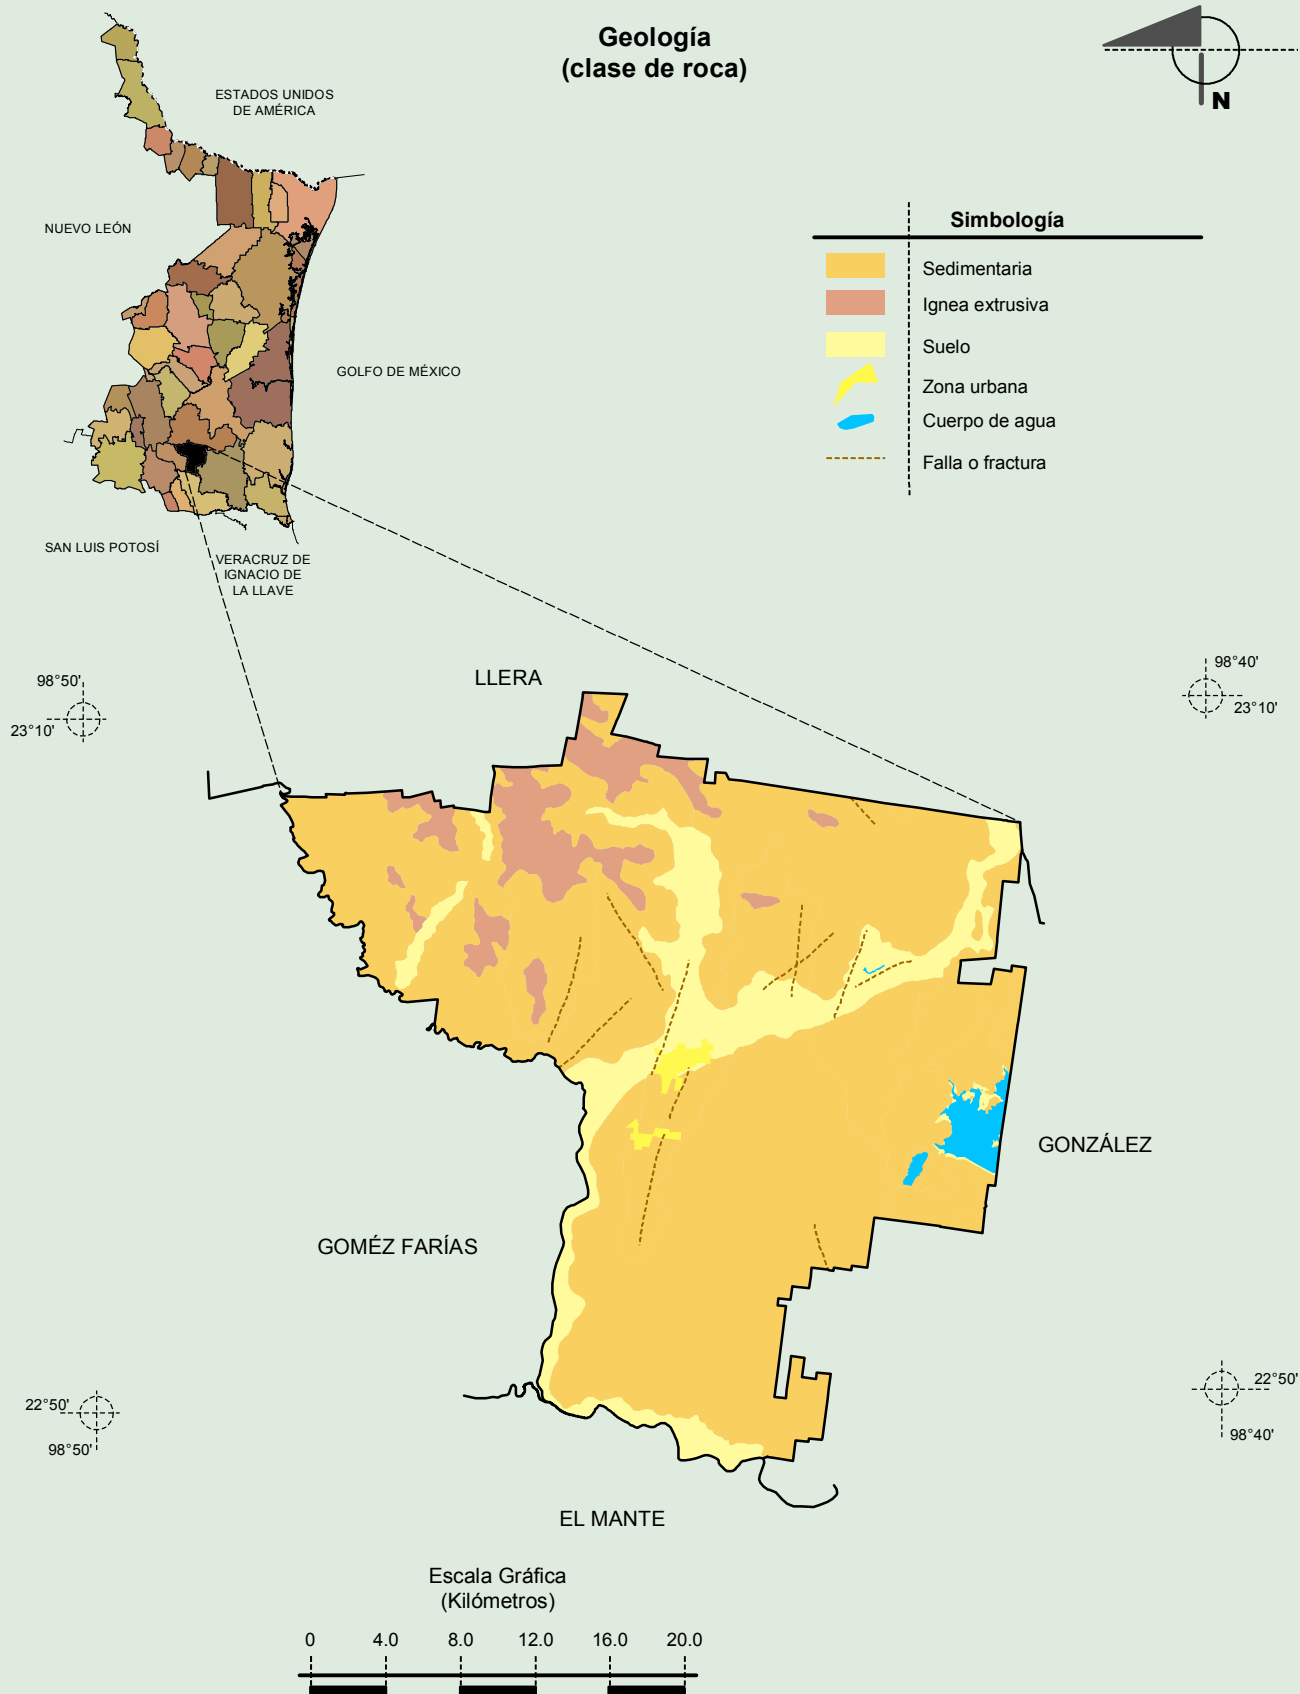 Geología
(clase de roca)
N
ESTADOS UNIDOS
DE AMÉRICA
NUEVO LEÓN
GOLFO DE MÉXICO
SAN LUIS POTOSÍ
VERACRUZ DE
IGNACIO DE
LA LLAVE
Simbología
Sedimentaria
Ignea extrusiva
Suelo
Zona urbana
Cuerpo de agua
Falla o fractura
98°50'
23°10'
98°40'
23°10'
LLERA
GONZÁLEZ
GOMÉZ FARÍAS
22°50'
98°50'
22°50'
98°40'
EL MANTE
Escala Gráfica
(Kilómetros)
0 4.0 8.0 12.0 16.0 20.0